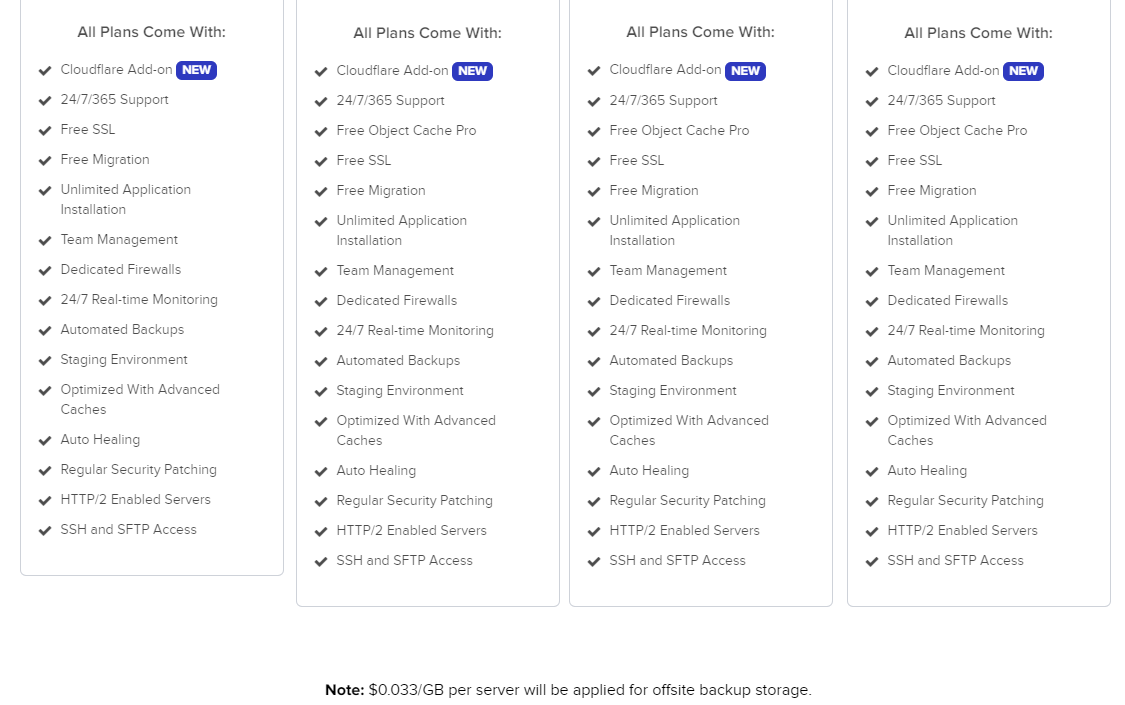 All Plans Come With:
Cloudflare Add-on NEW
24/7/365 Support
Free SSL
Free Migration
Unlimited Application
Installation
Team Management
Dedicated Firewalls
24/7 Real-time Monitoring
Automated Backups
Staging Environment
Optimized With Advanced
Caches
Auto Healing
Regular Security Patching
HTTP/2 Enabled Servers
SSH and SFTP Access
All Plans Come With:
Cloudflare Add-on NEW
24/7/365 Support
Free Object Cache Pro
Free SSL
Free Migration
Unlimited Application
Installation
Team Management
Dedicated Firewalls
24/7 Real-time Monitoring
Automated Backups
Staging Environment
Optimized With Advanced
Caches
Auto Healing
Regular Security Patching
HTTP/2 Enabled Servers
SSH and SFTP Access
All Plans Come With:
Cloudflare Add-on NEW
24/7/365 Support
Free Object Cache Pro
Free SSL
Free Migration
Unlimited Application
Installation
Team Management
Dedicated Firewalls
24/7 Real-time Monitoring
Automated Backups
Staging Environment
Optimized With Advanced
Caches
Auto Healing
Regular Security Patching
HTTP/2 Enabled Servers
SSH and SFTP Access
All Plans Come With:
Cloudflare Add-on NEW
24/7/365 Support
Free Object Cache Pro
Free SSL
Free Migration
Unlimited Application
Installation
Team Management
Dedicated Firewalls
24/7 Real-time Monitoring
Automated Backups
Staging Environment
Optimized With Advanced
Caches
Auto Healing
Regular Security Patching
HTTP/2 Enabled Servers
SSH and SFTP Access
Note: $0.033/GB per server will be applied for offsite backup storage.